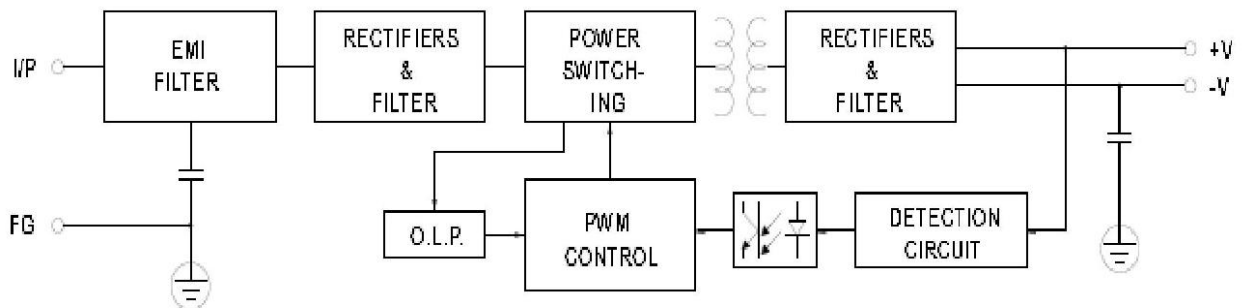 I/P
EMI
FILTER
RECTIFIERS
&
FILTER
POWER
SWITCH-
ING
RECTIFIERS
&
FILTER
+V
-V
FG
O.L.P.
PWM
CONTROL
DETECTION
CIRCUIT